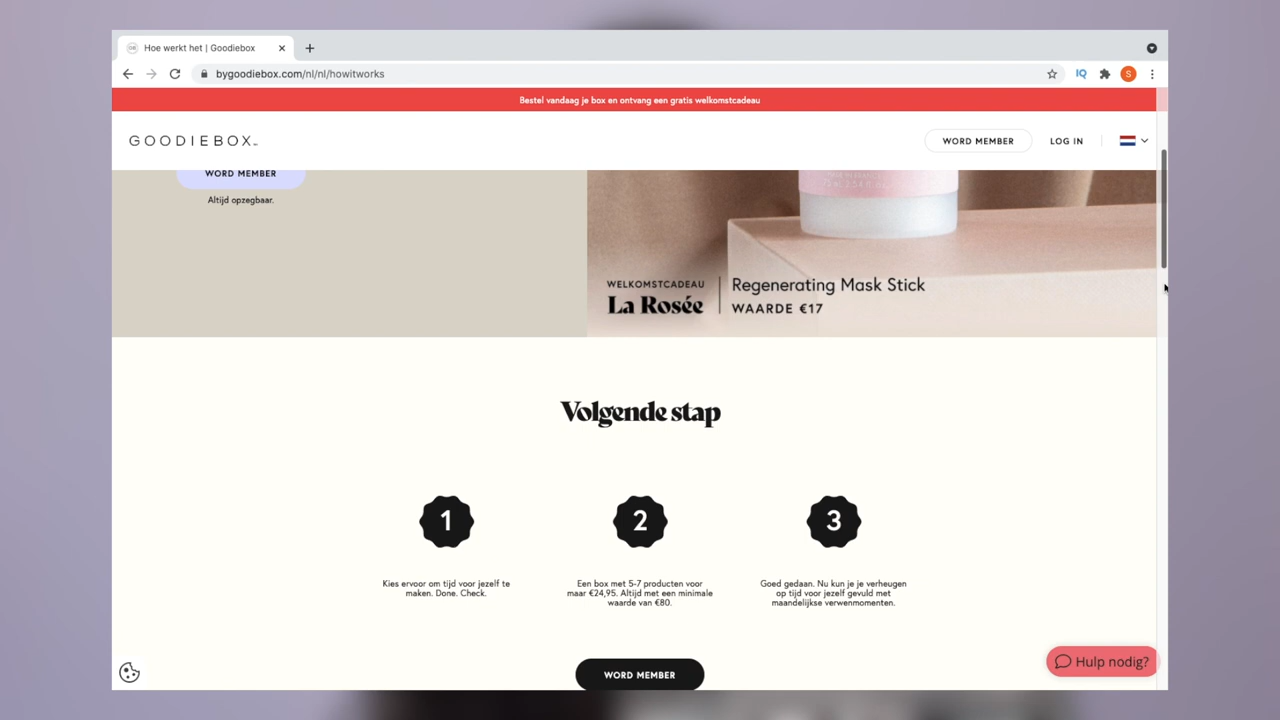 Hoe werkt het | Goodiebox
bygoodiebox.com/nl/nl/howitworks
IQ
S
Bestel vandaag je box en ontvang een gratis welkomstcadeau
GOODIEBOX
WORD MEMBER
LOG IN
WORD MEMBER
Altijd opzegbaar.
WELKOMSTCADEAU
La Rosée
Regenerating Mask Stick
WAARDE €17
Volgende stap
1
2
3
Kies ervoor om tijd voor jezelf te
maken. Done. Check.
Een box met 5-7 producten voor
maar €24,95. Altijd met een minimale
waarde van €80.
Goed gedaan. Nu kun je je verheugen
op tijd voor jezelf gevuld met
maandelijkse verwenmomenten.
WORD MEMBER
Hulp nodig?